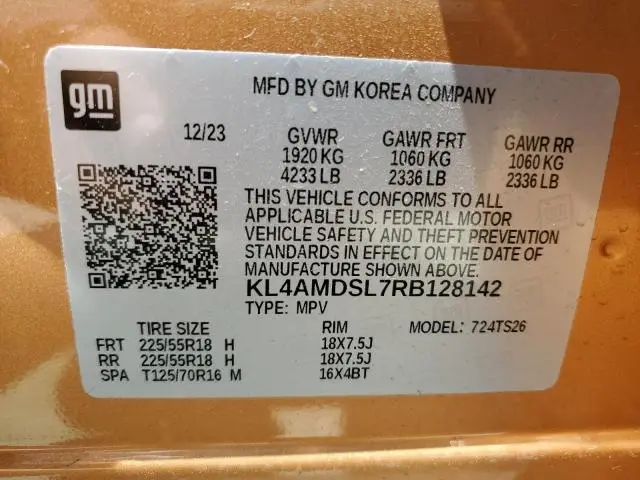 gm
MFD BY GM KOREA COMPANY
12/23
GVWR
1920 KG
4233 LB
GAWR FRT
1060 KG
2336 LB
GAWR RR
1060 KG
2336 LB
THIS VEHICLE CONFORMS TO ALL
APPLICABLE U.S. FEDERAL MOTOR
VEHICLE SAFETY AND THEFT PREVENTION
STANDARDS IN EFFECT ON THE DATE OF
MANUFACTURE SHOWN ABOVE.
KL4AMDSL7RB128142
TYPE: MPV
TIRE SIZE RIM MODEL: 724TS26
FRT 225/55R18 H 18X7.5J
RR 225/55R18 H 18X7.5J
SPA T125/70R16 M 16X4BT